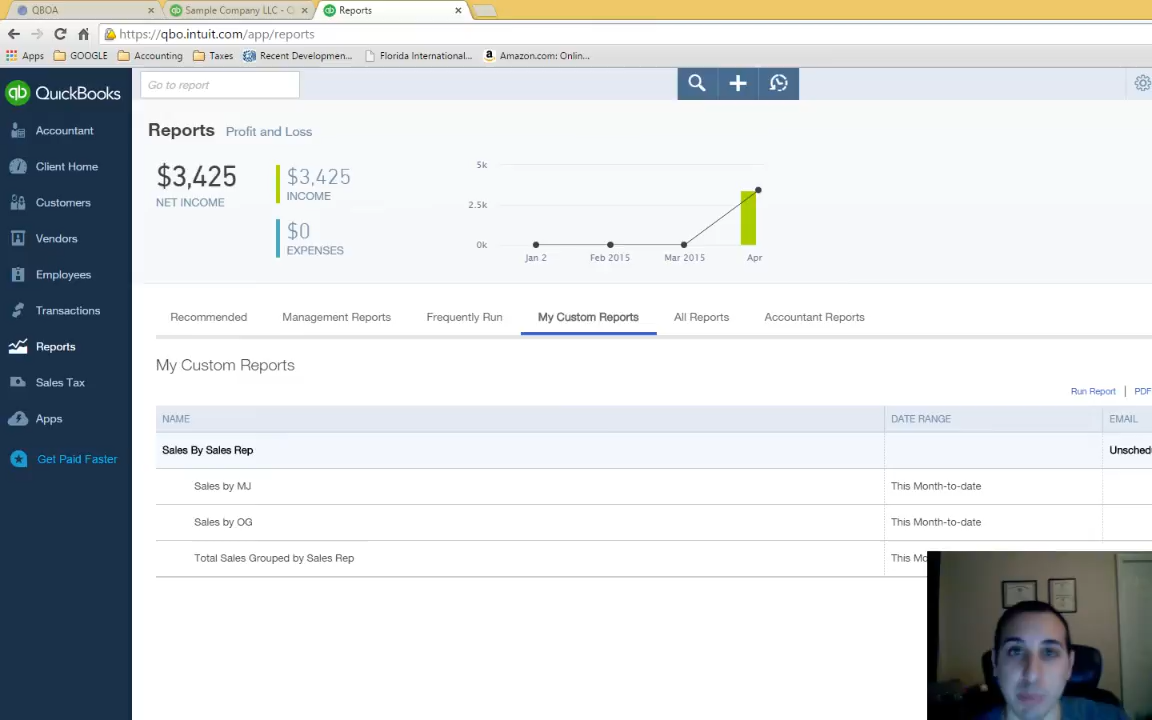 QBOA
Sample Company LLC - C
Reports
https://qbo.intuit.com/app/reports
Apps GOOGLE Accounting Taxes Recent Developmen... Florida International... Amazon.com: Onlin...
QuickBooks
Go to report
Accountant
Client Home
Customers
Vendors
Employees
Transactions
Reports
Sales Tax
Apps
Get Paid Faster
Reports Profit and Loss
$3,425
NET INCOME
$3,425
INCOME
$0
EXPENSES
5k
2.5k
0k
Jan 2 Feb 2015 Mar 2015 Apr
Recommended Management Reports Frequently Run My Custom Reports All Reports Accountant Reports
My Custom Reports
Run Report | PDF
NAME DATE RANGE EMAIL
Sales By Sales Rep Unsched
Sales by MJ This Month-to-date
Sales by OG This Month-to-date
Total Sales Grouped by Sales Rep This Mo